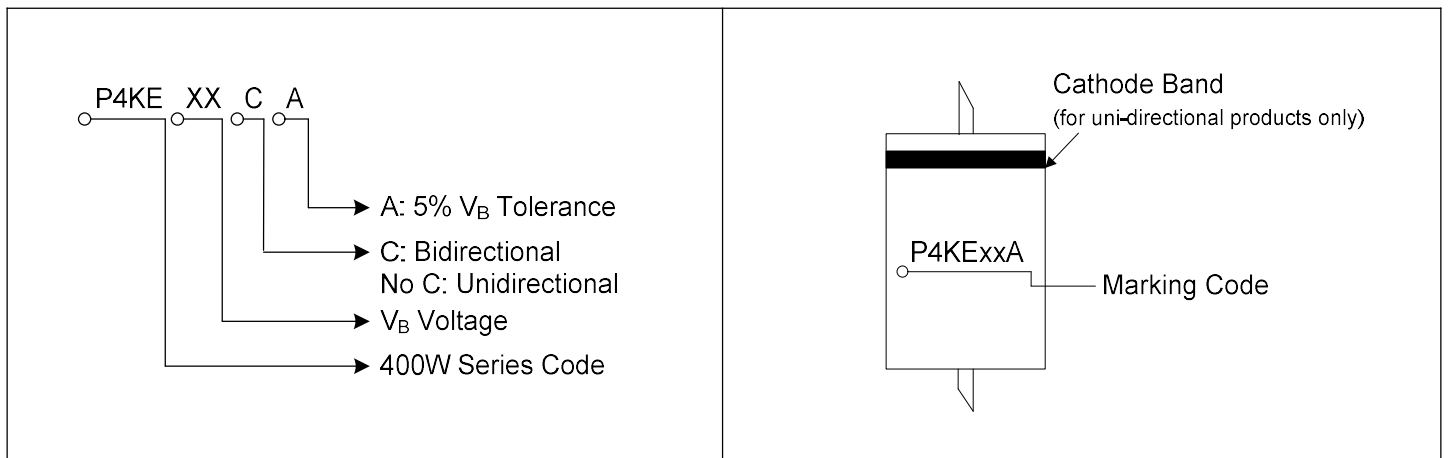 P4KE XX C A
A: 5% VB Tolerance
C: Bidirectional
No C: Unidirectional
VB Voltage
400W Series Code
Cathode Band
(for uni-directional products only)
P4KExxA
Marking Code